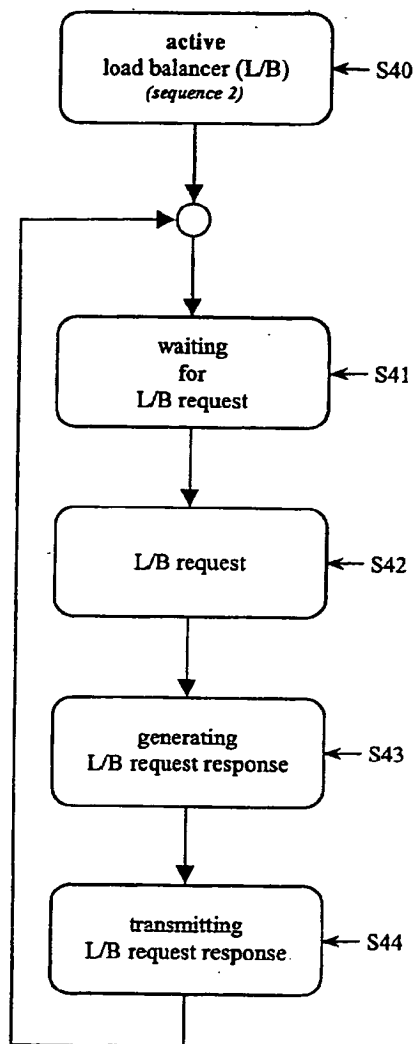 active
load balancer (L/B)
(sequence 2)
S40
waiting
for
L/B request
S41
L/B request
S42
generating
L/B request response
S43
transmitting
L/B request response
S44